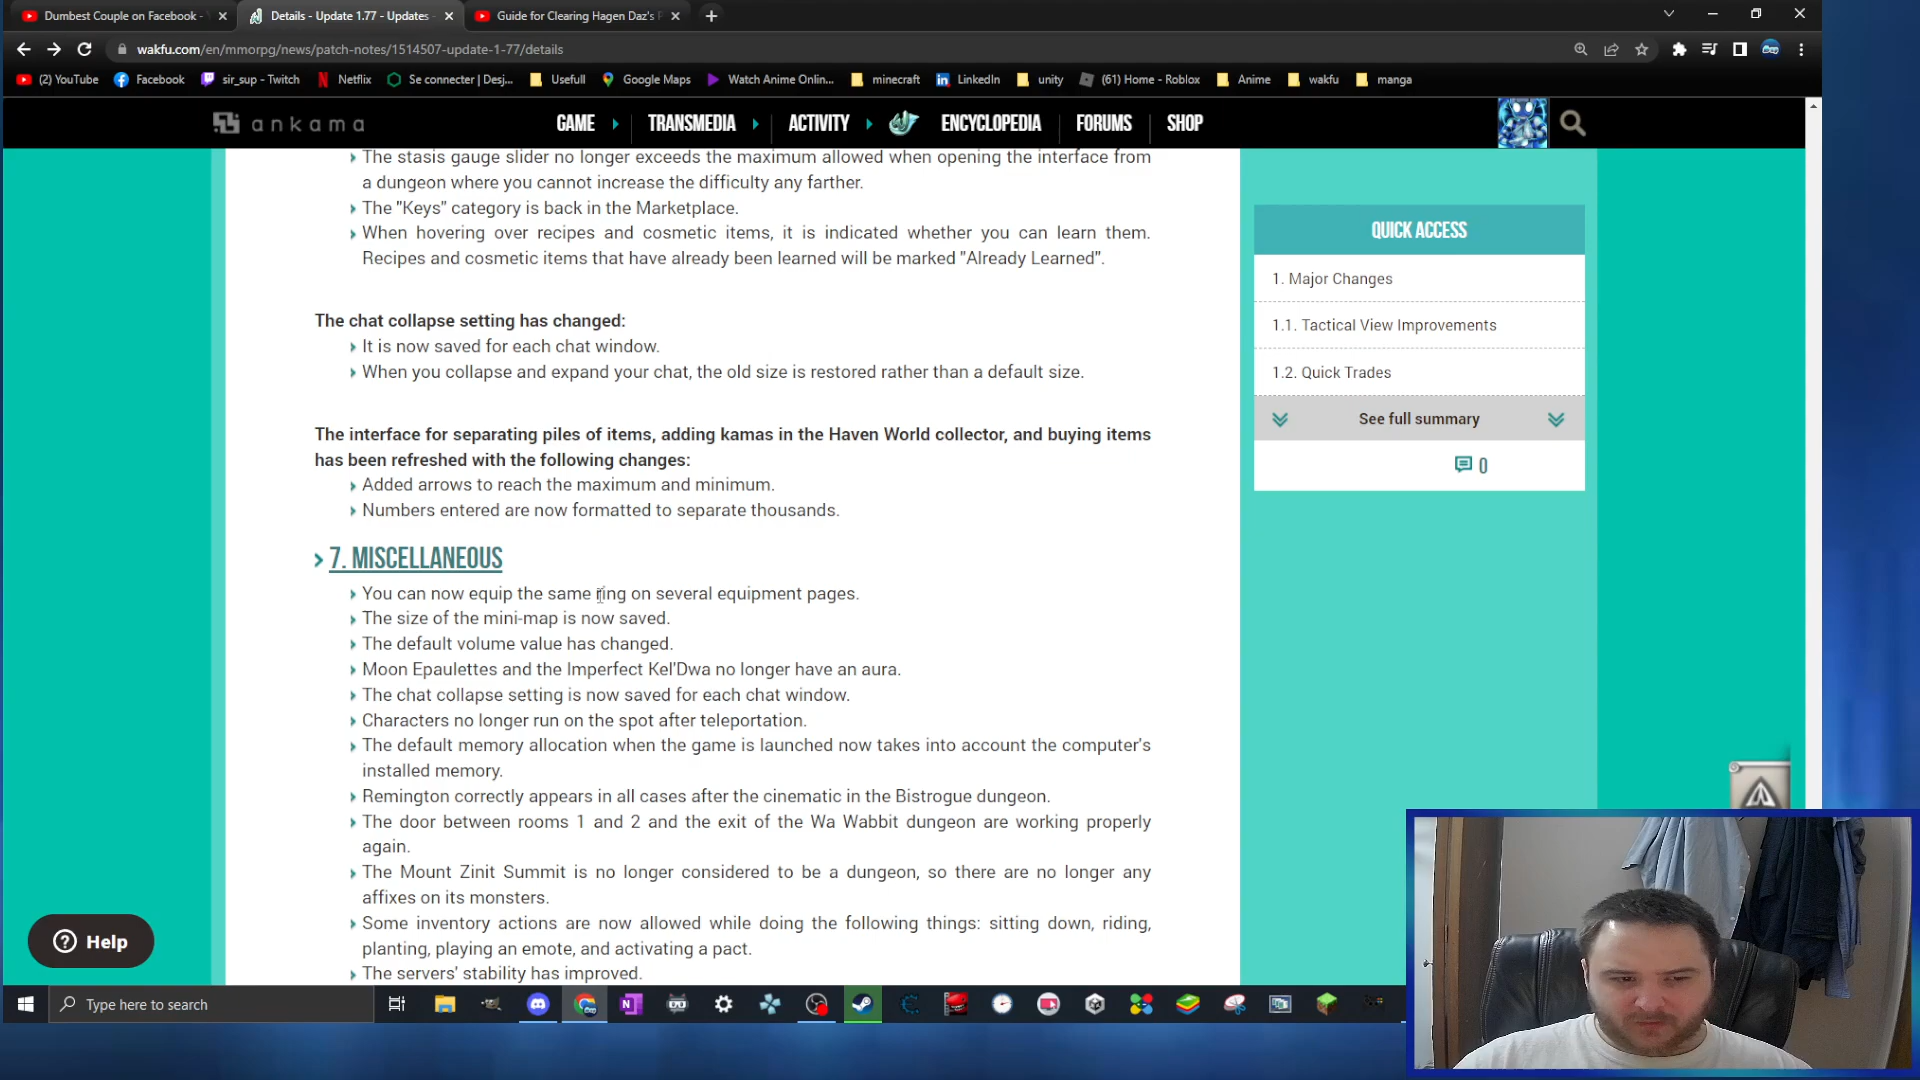 Dumbest Couple on Facebook -
Details - Update 1.77 - Updates -
Guide for Clearing Hagen Daz's P
wakfu.com/en/mmorpg/news/patch-notes/1514507-update-1-77/details
(2) YouTube
Facebook
sir_sup - Twitch
Netflix
Se connecter | Desj...
Usefull
Google Maps
Watch Anime Onlin...
minecraft
LinkedIn
unity
(61) Home - Roblox
Anime
wakfu
manga
ankama
GAME
TRANSMEDIA
ACTIVITY
ENCYCLOPEDIA
FORUMS
SHOP
The stasis gauge slider no longer exceeds the maximum allowed when opening the interface from
a dungeon where you cannot increase the difficulty any farther.
The "Keys" category is back in the Marketplace.
When hovering over recipes and cosmetic items, it is indicated whether you can learn them.
Recipes and cosmetic items that have already been learned will be marked "Already Learned".
The chat collapse setting has changed:
It is now saved for each chat window.
When you collapse and expand your chat, the old size is restored rather than a default size.
The interface for separating piles of items, adding kamas in the Haven World collector, and buying items
has been refreshed with the following changes:
Added arrows to reach the maximum and minimum.
Numbers entered are now formatted to separate thousands.
7. MISCELLANEOUS
You can now equip the same ring on several equipment pages.
The size of the mini-map is now saved.
The default volume value has changed.
Moon Epaulettes and the Imperfect Kel'Dwa no longer have an aura.
The chat collapse setting is now saved for each chat window.
Characters no longer run on the spot after teleportation.
The default memory allocation when the game is launched now takes into account the computer's
installed memory.
Remington correctly appears in all cases after the cinematic in the Bistrogue dungeon.
The door between rooms 1 and 2 and the exit of the Wa Wabbit dungeon are working properly
again.
The Mount Zinit Summit is no longer considered to be a dungeon, so there are no longer any
affixes on its monsters.
Some inventory actions are now allowed while doing the following things: sitting down, riding,
planting, playing an emote, and activating a pact.
The servers' stability has improved.
QUICK ACCESS
1. Major Changes
1.1. Tactical View Improvements
1.2. Quick Trades
See full summary
0
Help
Type here to search